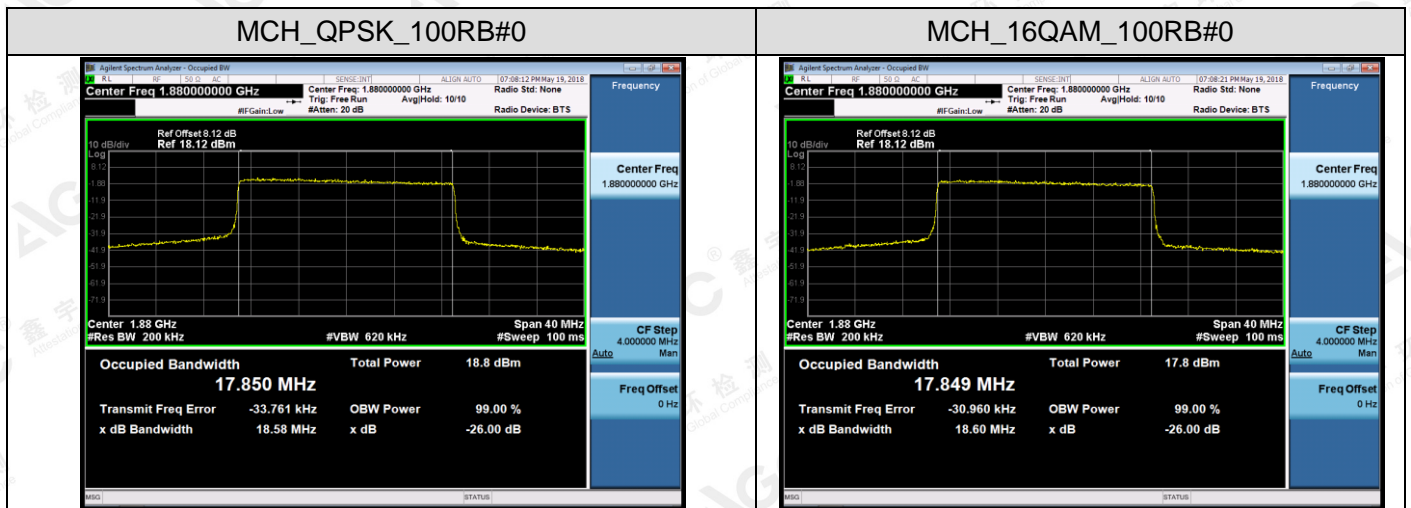 MCH_QPSK_100RB#0
Agilent Spectrum Analyzer - Occupied BW
RL RF 50 Ω AC SENSE:INT ALIGN AUTO 07:08:12 PM May 19, 2018
Center Freq 1.880000000 GHz
Center Freq: 1.880000000 GHz Radio Std: None
Trig: Free Run Avg|Hold: 10/10
#IFGain:Low #Atten: 20 dB Radio Device: BTS
Ref Offset 8.12 dB
10 dB/div Ref 18.12 dBm
Log
8.12
-1.88
-11.9
-21.9
-31.9
-41.9
-51.9
-61.9
-71.9
Center 1.88 GHz Span 40 MHz
#Res BW 200 kHz #VBW 620 kHz #Sweep 100 ms
Occupied Bandwidth Total Power 18.8 dBm
17.850 MHz
Transmit Freq Error -33.761 kHz OBW Power 99.00 %
x dB Bandwidth 18.58 MHz x dB -26.00 dB
MSG STATUS
Frequency
Center Freq
1.880000000 GHz
CF Step
4.000000 MHz
Auto Man
Freq Offset
0 Hz
MCH_16QAM_100RB#0
Agilent Spectrum Analyzer - Occupied BW
RL RF 50 Ω AC SENSE:INT ALIGN AUTO 07:08:21 PM May 19, 2018
Center Freq 1.880000000 GHz
Center Freq: 1.880000000 GHz Radio Std: None
Trig: Free Run Avg|Hold: 10/10
#IFGain:Low #Atten: 20 dB Radio Device: BTS
Ref Offset 8.12 dB
10 dB/div Ref 18.12 dBm
Log
8.12
-1.88
-11.9
-21.9
-31.9
-41.9
-51.9
-61.9
-71.9
Center 1.88 GHz Span 40 MHz
#Res BW 200 kHz #VBW 620 kHz #Sweep 100 ms
Occupied Bandwidth Total Power 17.8 dBm
17.849 MHz
Transmit Freq Error -30.960 kHz OBW Power 99.00 %
x dB Bandwidth 18.60 MHz x dB -26.00 dB
MSG STATUS
Frequency
Center Freq
1.880000000 GHz
CF Step
4.000000 MHz
Auto Man
Freq Offset
0 Hz